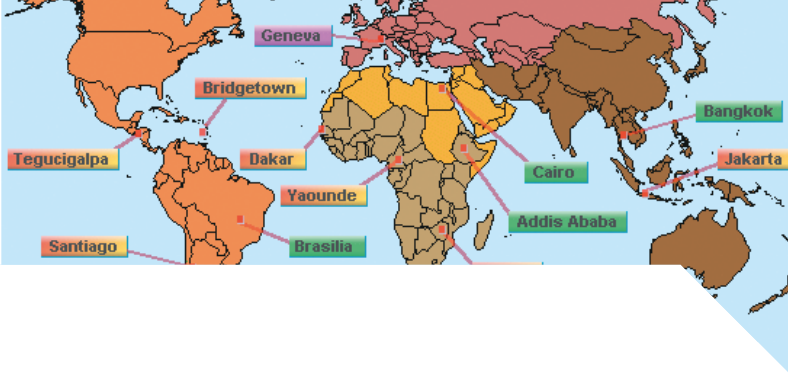 Geneva
Bridgetown
Bangkok
Tegucigalpa
Dakar
Jakarta
Cairo
Yaounde
Addis Ababa
Santiago
Brasilia